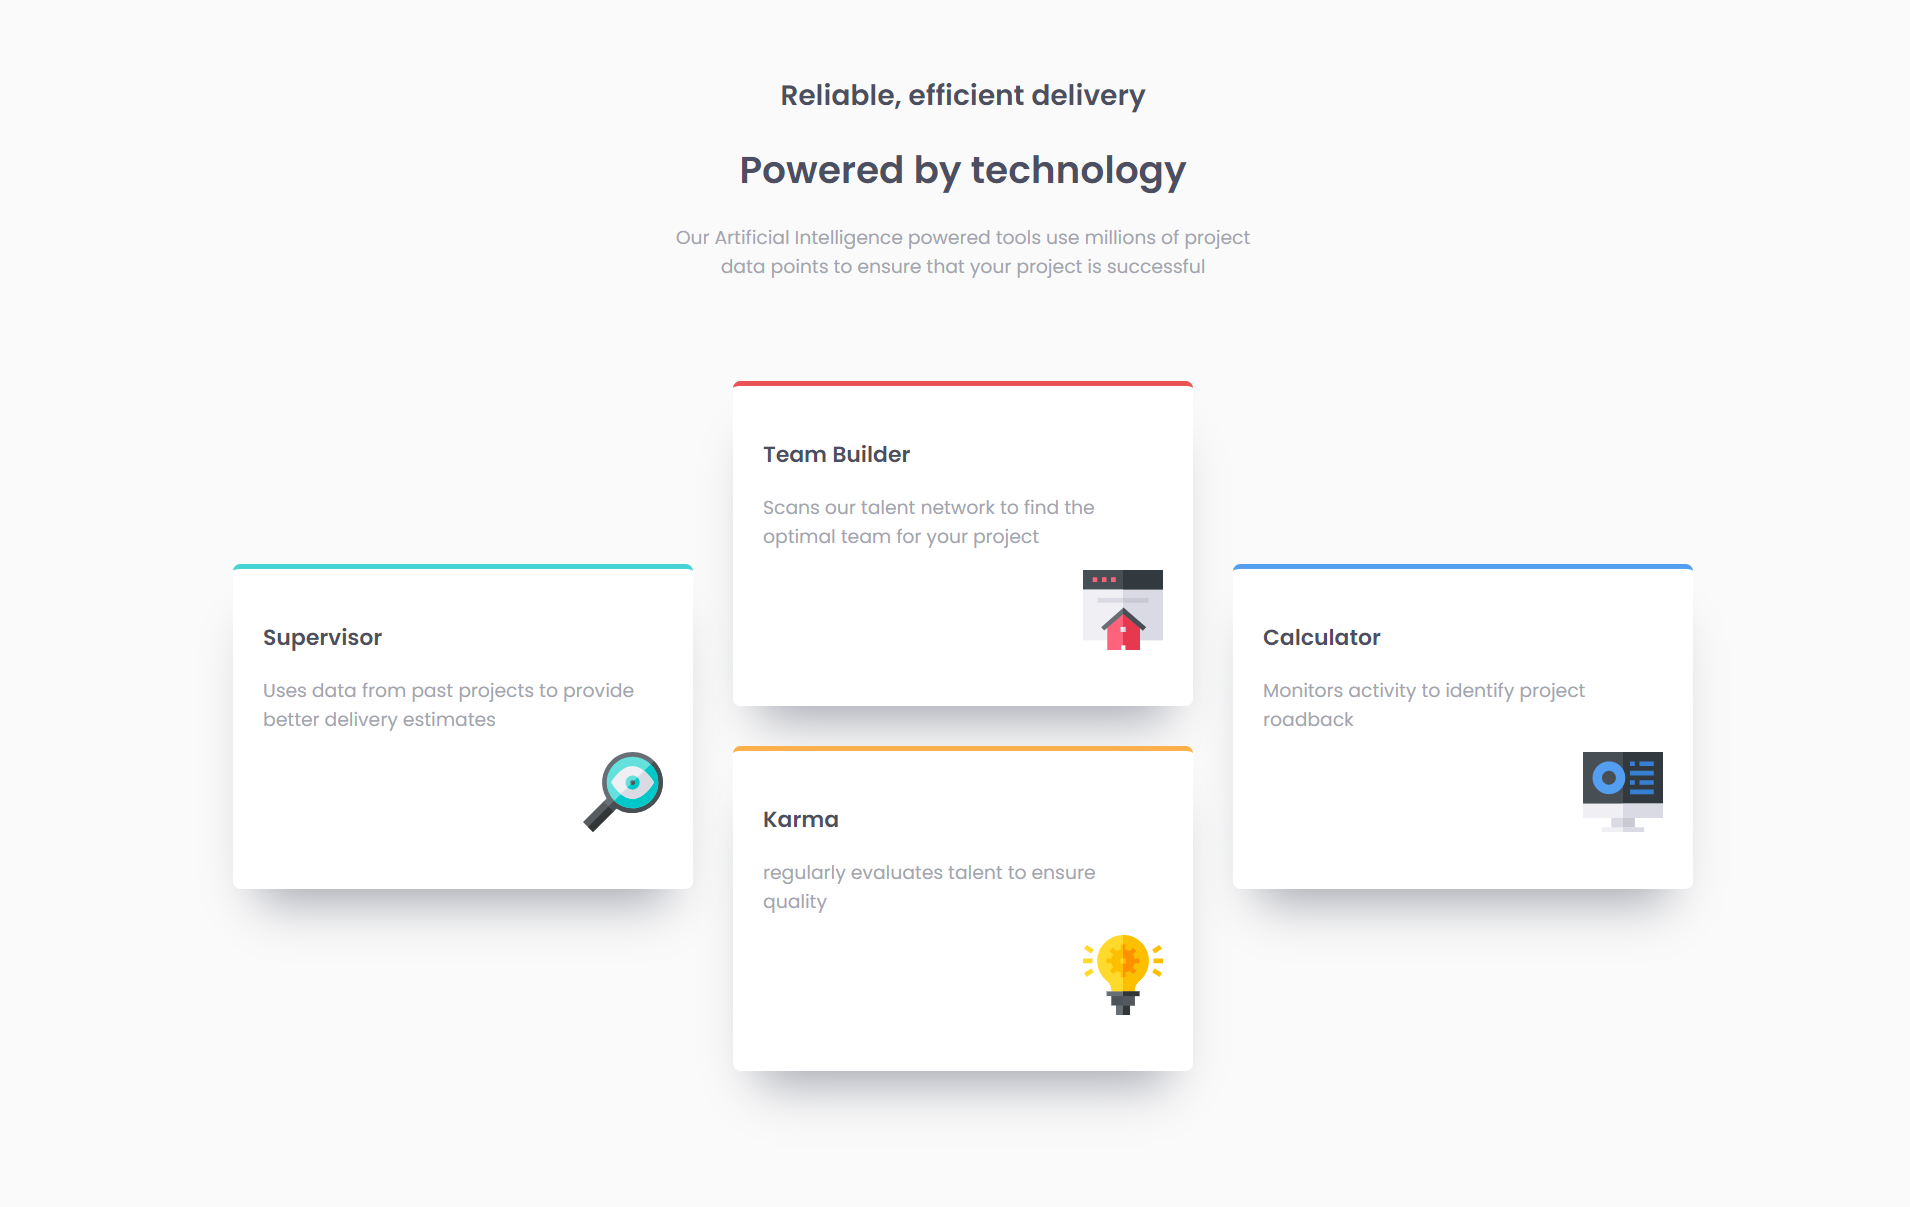 Reliable, efficient delivery
Powered by technology
Our Artificial Intelligence powered tools use millions of project
data points to ensure that your project is successful
Team Builder
Scans our talent network to find the
optimal team for your project
Supervisor
Uses data from past projects to provide
better delivery estimates
Calculator
Monitors activity to identify project
roadback
Karma
regularly evaluates talent to ensure
quality